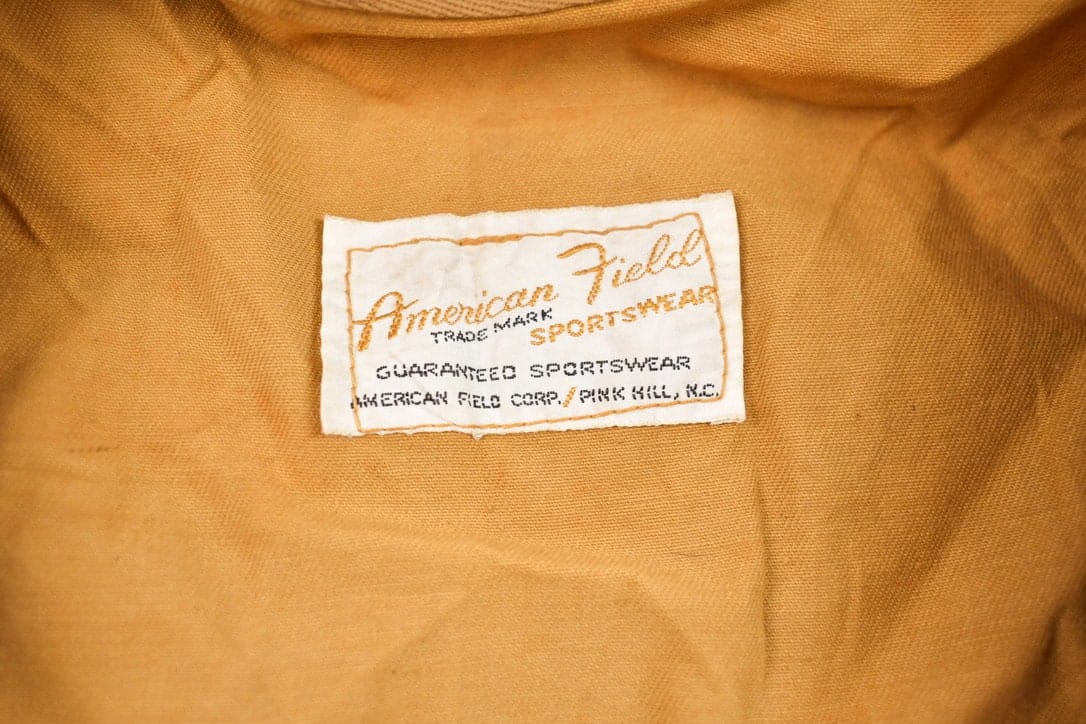 American Field
TRADE MARK SPORTSWEAR
GUARANTEED SPORTSWEAR
AMERICAN FIELD CORP./PINK HILL, N.C.